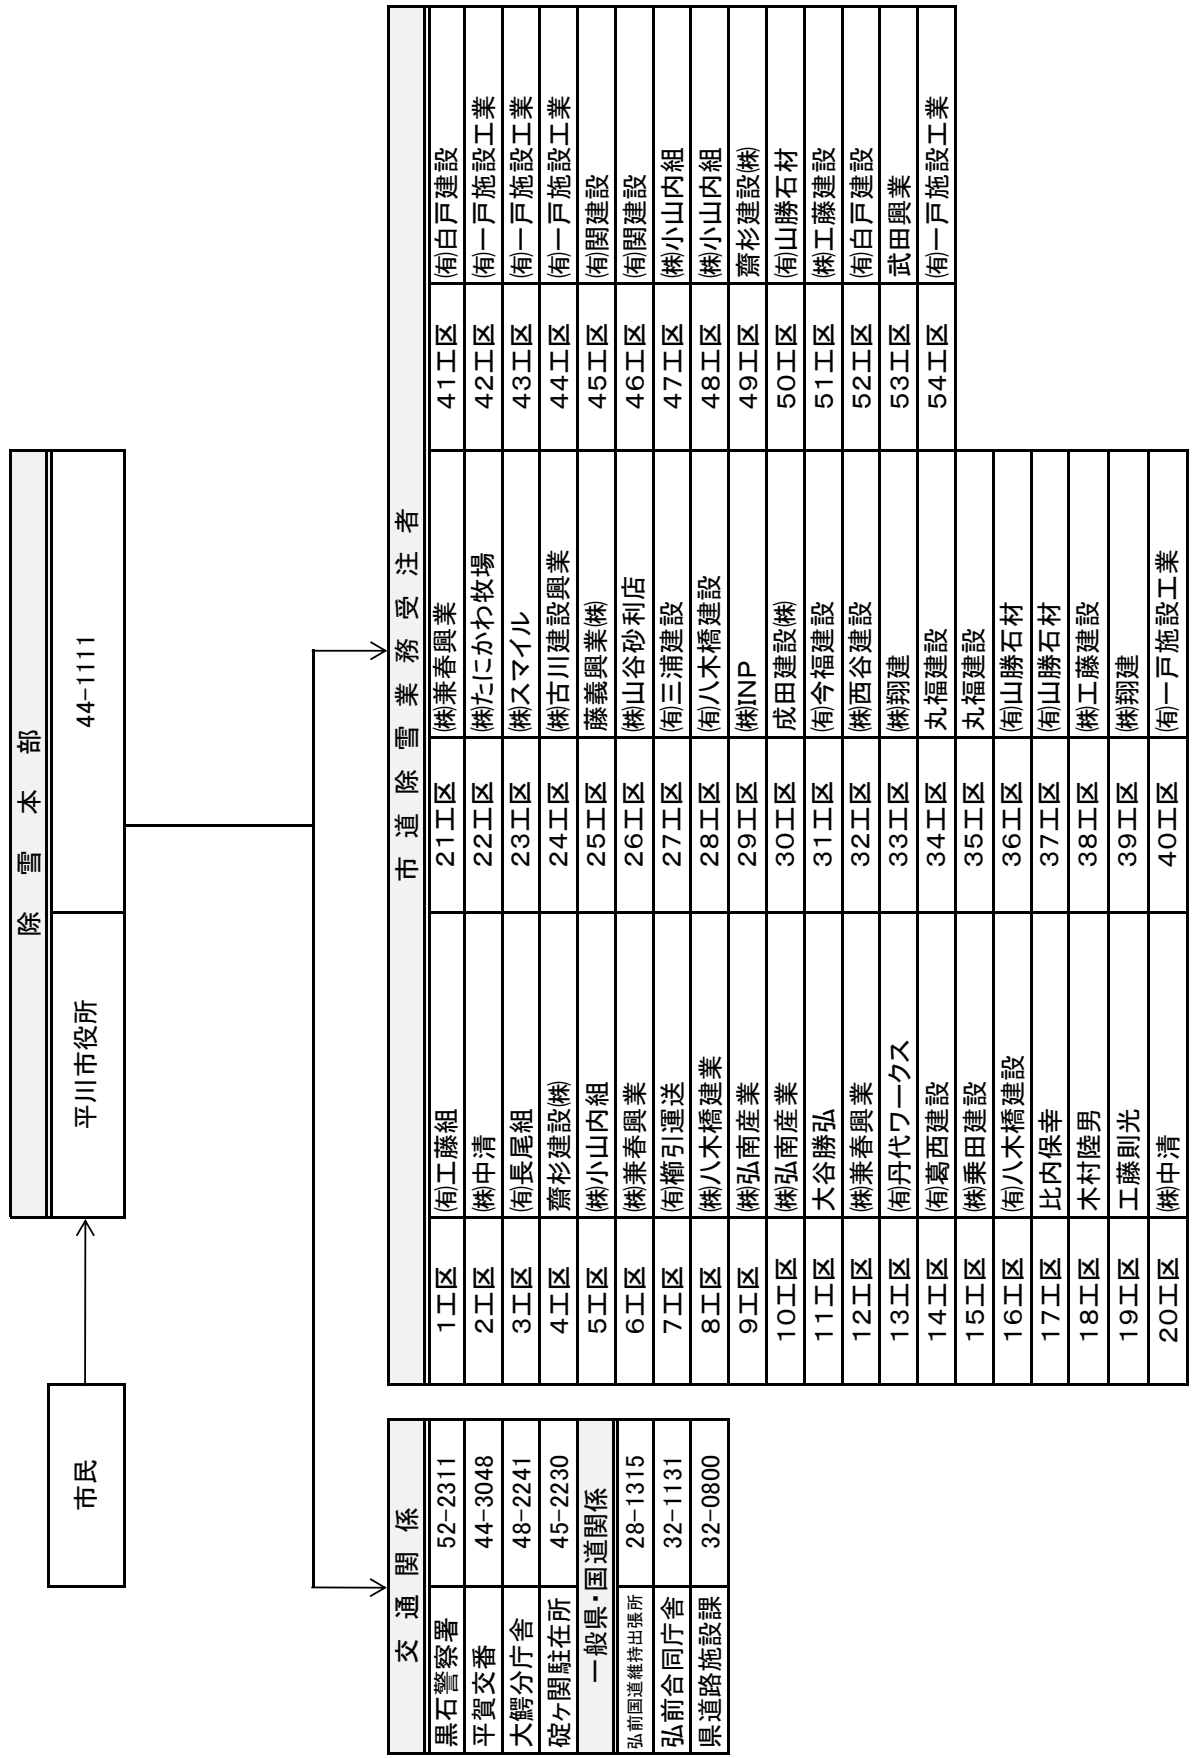 除 雪 本 部
平川市役所 44-1111
市民
交 通 関 係
黒石警察署 52-2311
平賀交番 44-3048
大鰐分庁舎 48-2241
碇ヶ関駐在所 45-2230
一般県・国道関係
弘前国道維持出張所 28-1315
弘前合同庁舎 32-1131
県道路施設課 32-0800
市 道 除 雪 業 務 受 注 者
1工区 ㈲工藤組 21工区 ㈱兼春興業 41工区 ㈲白戸建設
2工区 ㈱中清 22工区 ㈱たにかわ牧場 42工区 ㈲一戸施設工業
3工区 ㈲長尾組 23工区 ㈱スマイル 43工区 ㈲一戸施設工業
4工区 齋杉建設㈱ 24工区 ㈱古川建設興業 44工区 ㈲一戸施設工業
5工区 ㈱小山内組 25工区 藤義興業㈱ 45工区 ㈲関建設
6工区 ㈱兼春興業 26工区 ㈱山谷砂利店 46工区 ㈲関建設
7工区 ㈲櫛引運送 27工区 ㈲三浦建設 47工区 ㈱小山内組
8工区 ㈱八木橋建業 28工区 ㈲八木橋建設 48工区 ㈱小山内組
9工区 ㈱弘南産業 29工区 ㈱INP 49工区 齋杉建設㈱
10工区 ㈱弘南産業 30工区 成田建設㈱ 50工区 ㈲山勝石材
11工区 大谷勝弘 31工区 ㈲今福建設 51工区 ㈱工藤建設
12工区 ㈱兼春興業 32工区 ㈱西谷建設 52工区 ㈲白戸建設
13工区 ㈲丹代ワークス 33工区 ㈱翔建 53工区 武田興業
14工区 ㈲葛西建設 34工区 丸福建設 54工区 ㈲一戸施設工業
15工区 ㈱乗田建設 35工区 丸福建設
16工区 ㈲八木橋建設 36工区 ㈲山勝石材
17工区 比内保幸 37工区 ㈲山勝石材
18工区 木村陸男 38工区 ㈱工藤建設
19工区 工藤則光 39工区 ㈱翔建
20工区 ㈱中清 40工区 ㈲一戸施設工業